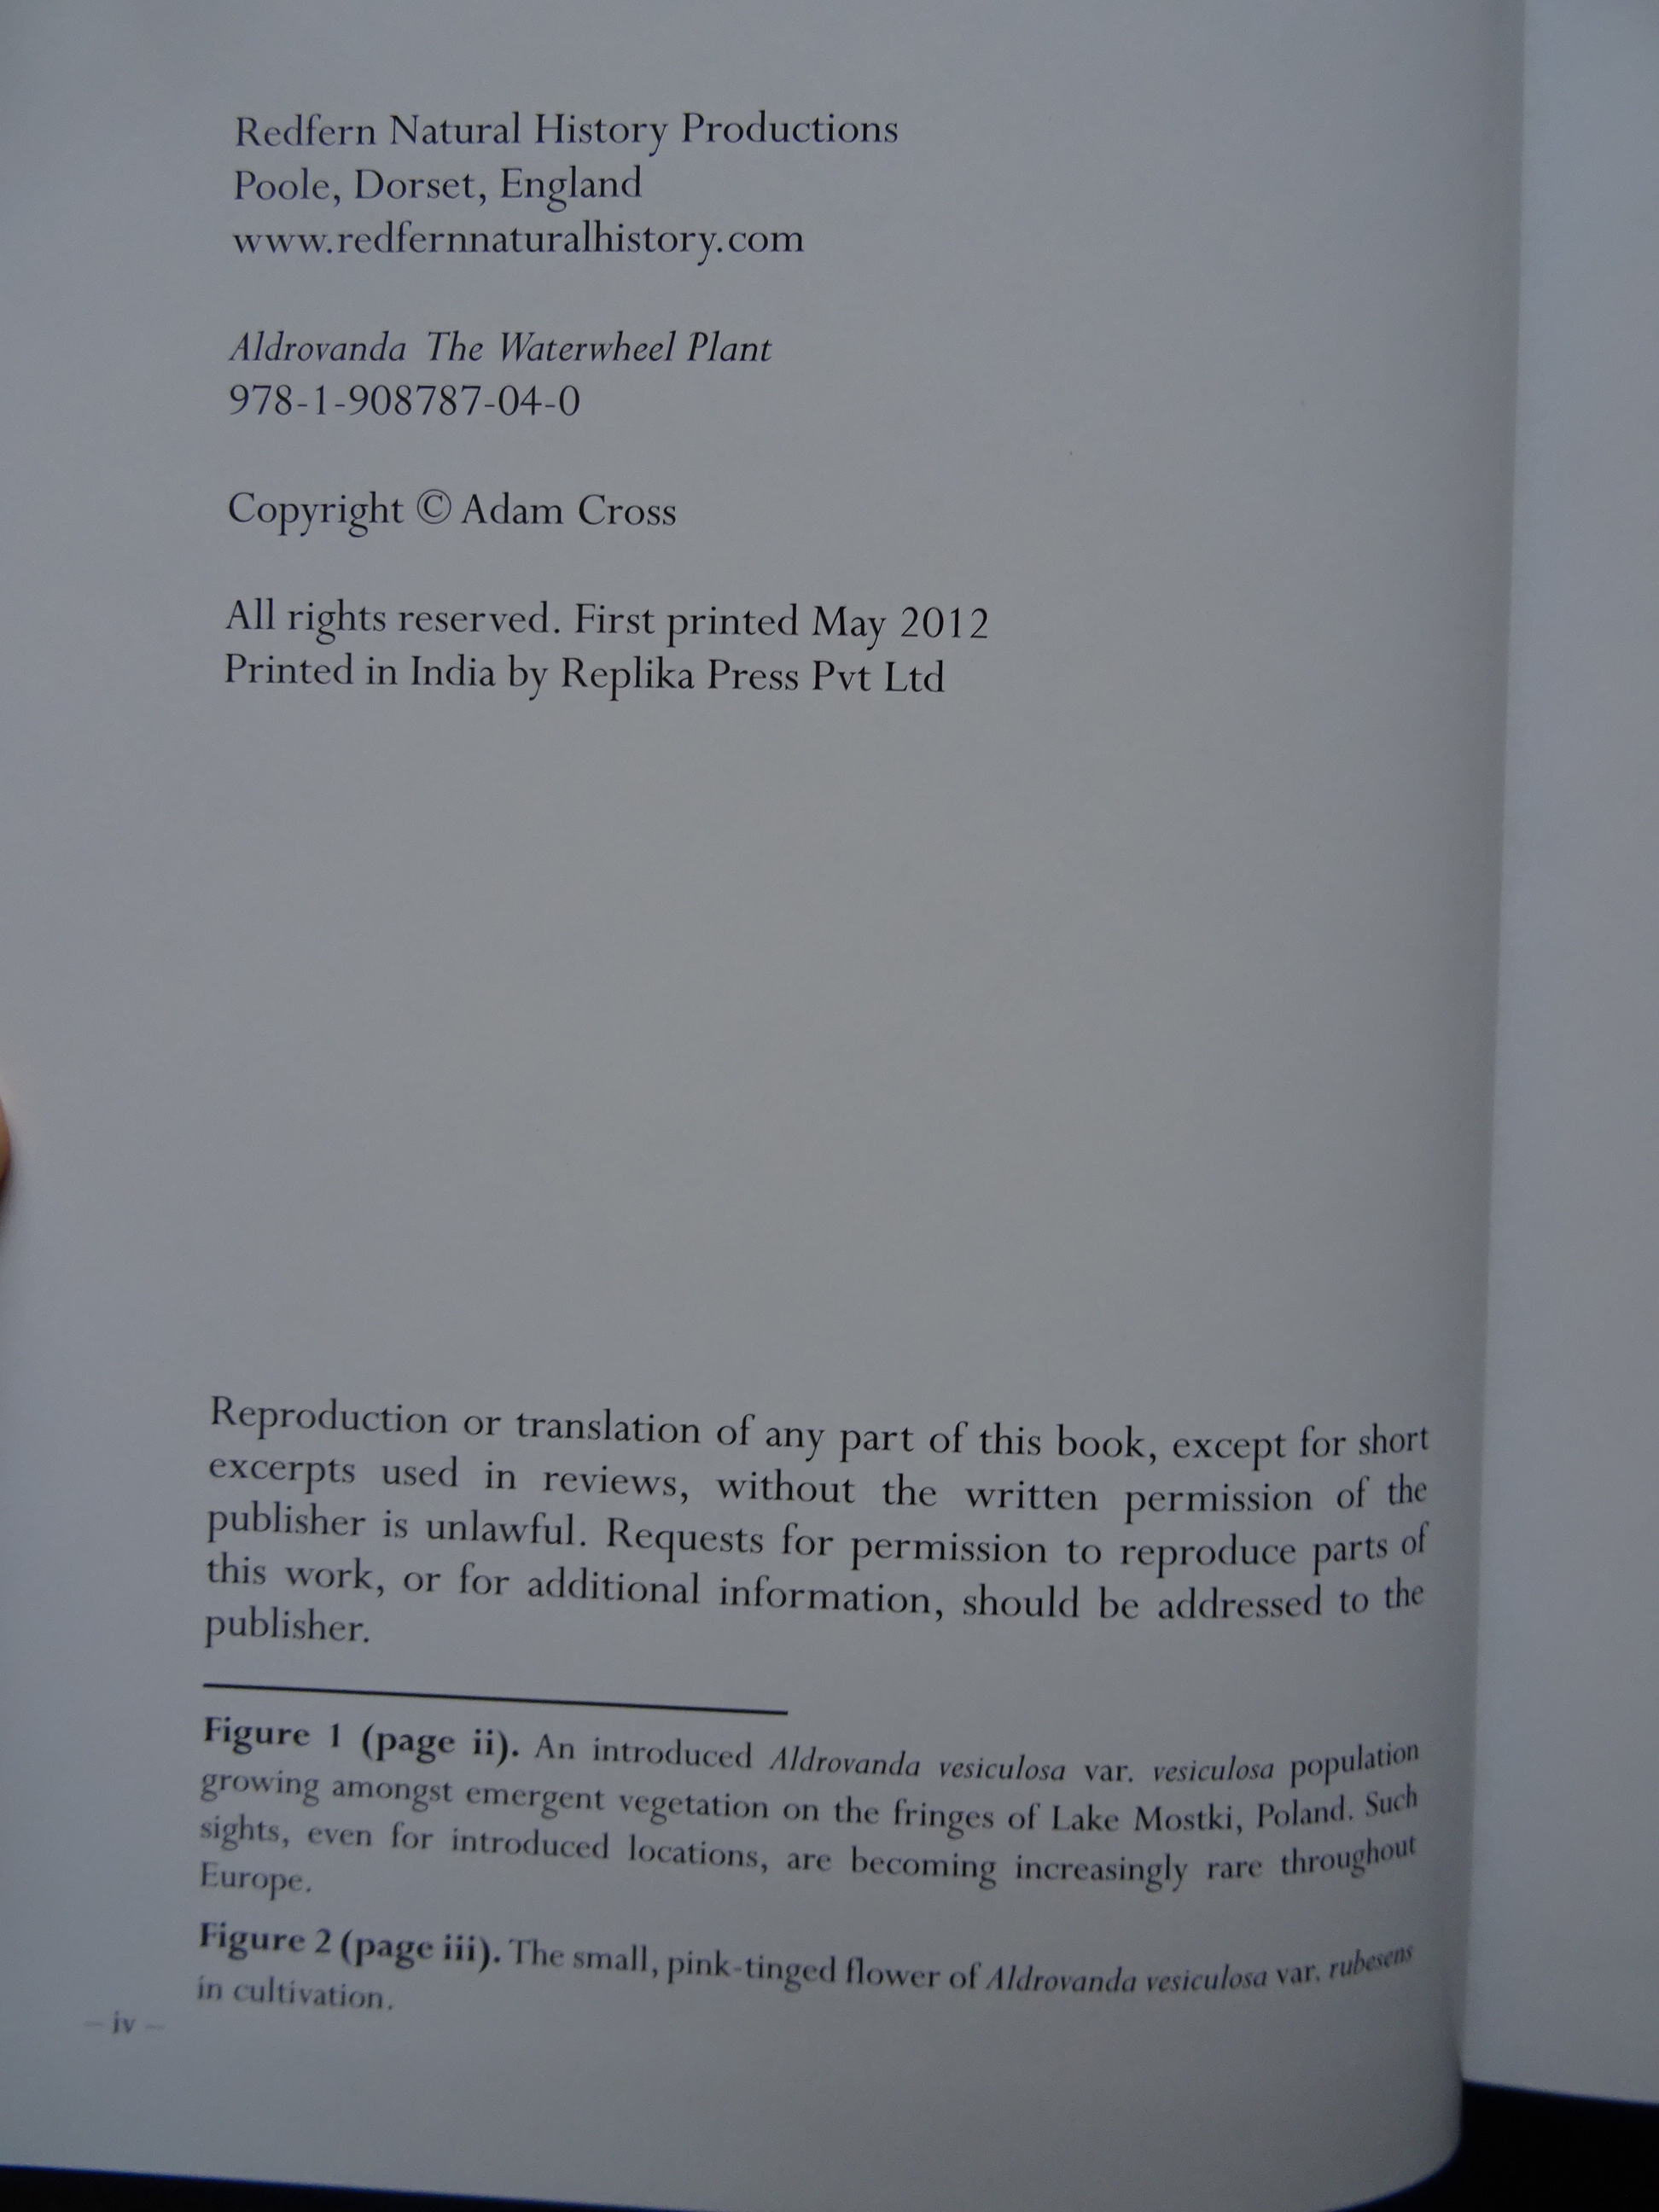 Redfern Natural History Productions
Poole, Dorset, England
www.redfernnaturalhistory.com
Aldrovanda The Waterwheel Plant
978-1-908787-04-0
Copyright © Adam Cross
All rights reserved. First printed May 2012
Printed in India by Replika Press Pvt Ltd
Reproduction or translation of any part of this book, except for short
excerpts used in reviews, without the written permission of the
publisher is unlawful. Requests for permission to reproduce parts of
this work, or for additional information, should be addressed to the
publisher.
Figure 1 (page ii). An introduced Aldrovanda vesiculosa var. vesiculosa population
growing amongst emergent vegetation on the fringes of Lake Mostki, Poland. Such
sights, even for introduced locations, are becoming increasingly rare throughout
Europe.
Figure 2 (page iii). The small, pink-tinged flower of Aldrovanda vesiculosa var. rubesens
in cultivation.
– iv –